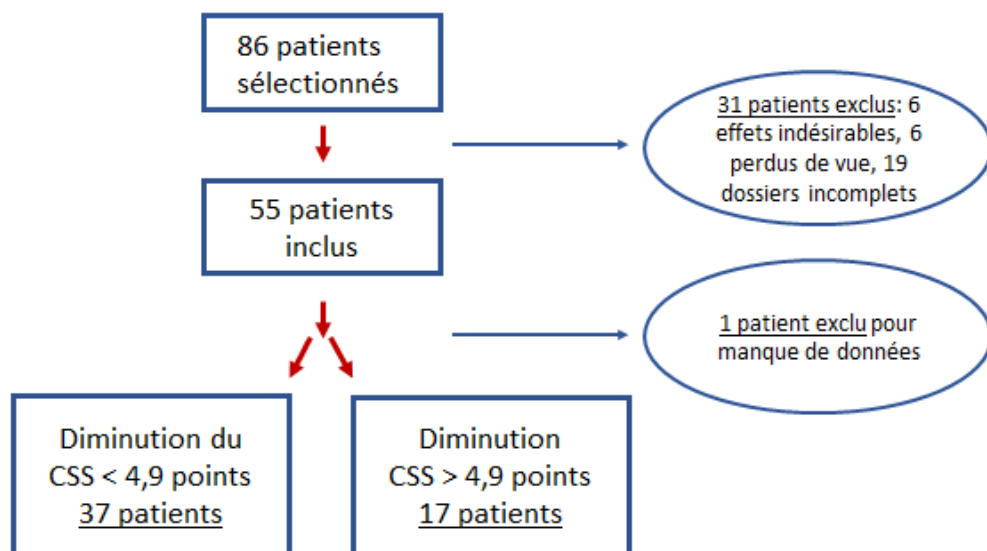 86 patients
sélectionnés
31 patients exclus: 6
effets indésirables, 6
perdus de vue, 19
dossiers incomplets
55 patients
inclus
1 patient exclu pour
manque de données
Diminution du
CSS < 4,9 points
37 patients
Diminution
CSS > 4,9 points
17 patients